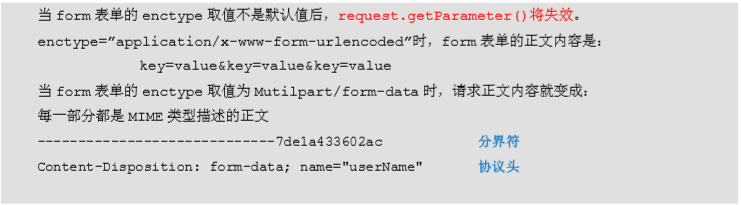 当 form 表单的 enctype 取值不是默认值后，request.getParameter()将失效。
enctype=”application/x-www-form-urlencoded”时，form 表单的正文内容是：
key=value&key=value&key=value
当 form 表单的 enctype 取值为 Mutilpart/form-data 时，请求正文内容就变成：
每一部分都是 MIME 类型描述的正文
-----------------------------7de1a433602ac 分界符
Content-Disposition: form-data; name="userName" 协议头